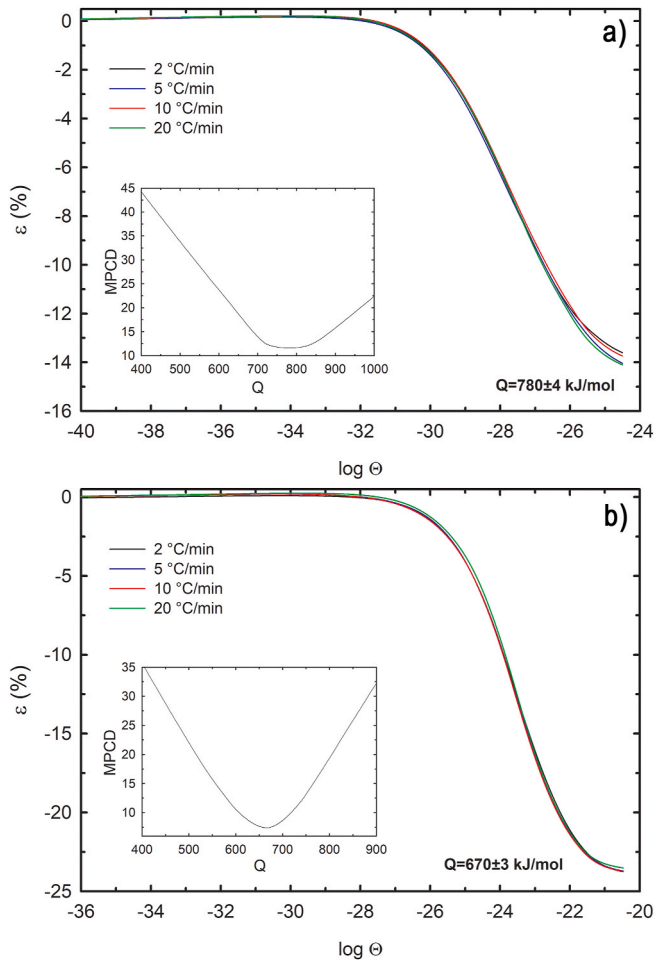 a)
0
-2
-4
-6
-8
-10
-12
-14
-16
ε (%)
2 °C/min
5 °C/min
10 °C/min
20 °C/min
45
40
35
30
25
20
15
10
MPCD
400 500 600 700 800 900 1000
Q
Q=780±4 kJ/mol
-40 -38 -36 -34 -32 -30 -28 -26 -24
log Θ
b)
0
-5
-10
-15
-20
-25
ε (%)
2 °C/min
5 °C/min
10 °C/min
20 °C/min
35
30
25
20
15
10
MPCD
400 500 600 700 800 900
Q
Q=670±3 kJ/mol
-36 -34 -32 -30 -28 -26 -24 -22 -20
log Θ